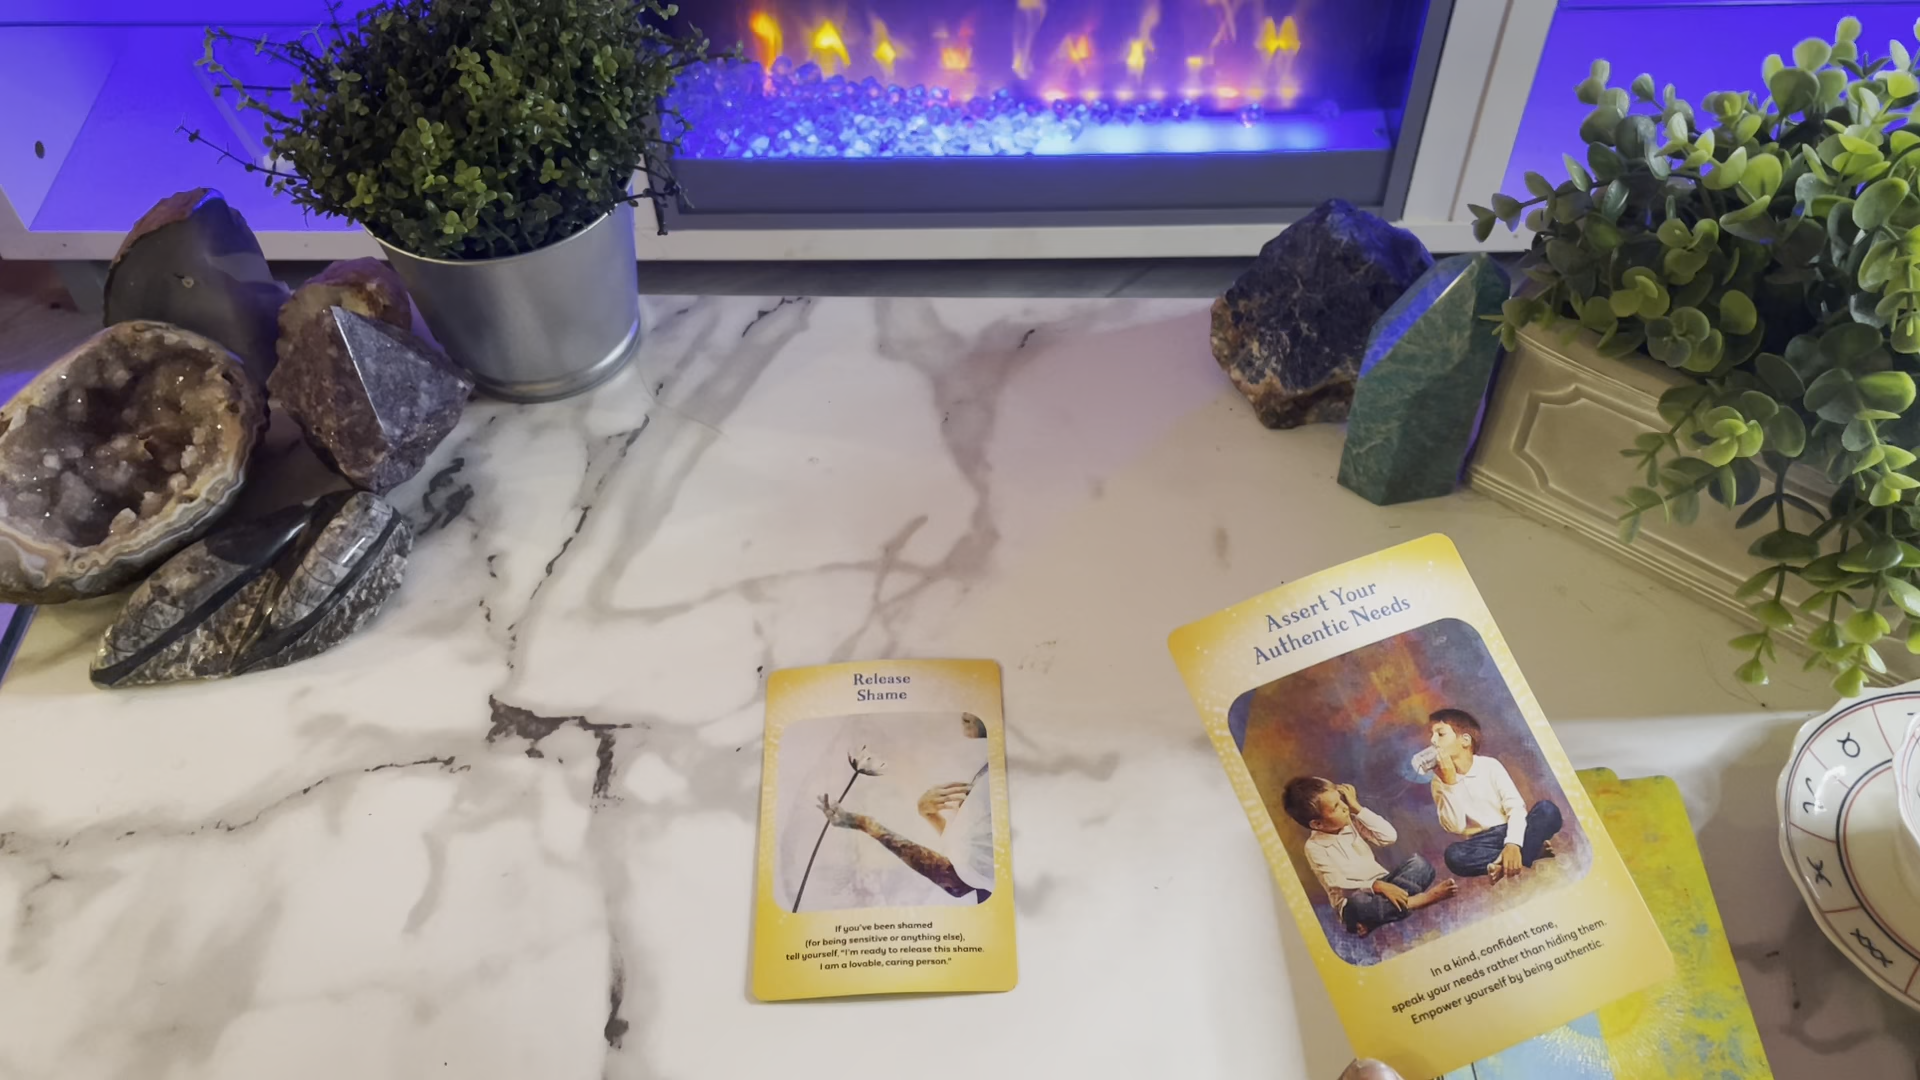 Release
Shame
If you've been shamed
(for being sensitive or anything else),
tell yourself, "I'm ready to release this shame.
I am a lovable, caring person."
Assert Your
Authentic Needs
In a kind, confident tone,
speak your needs rather than hiding them.
Empower yourself by being authentic.